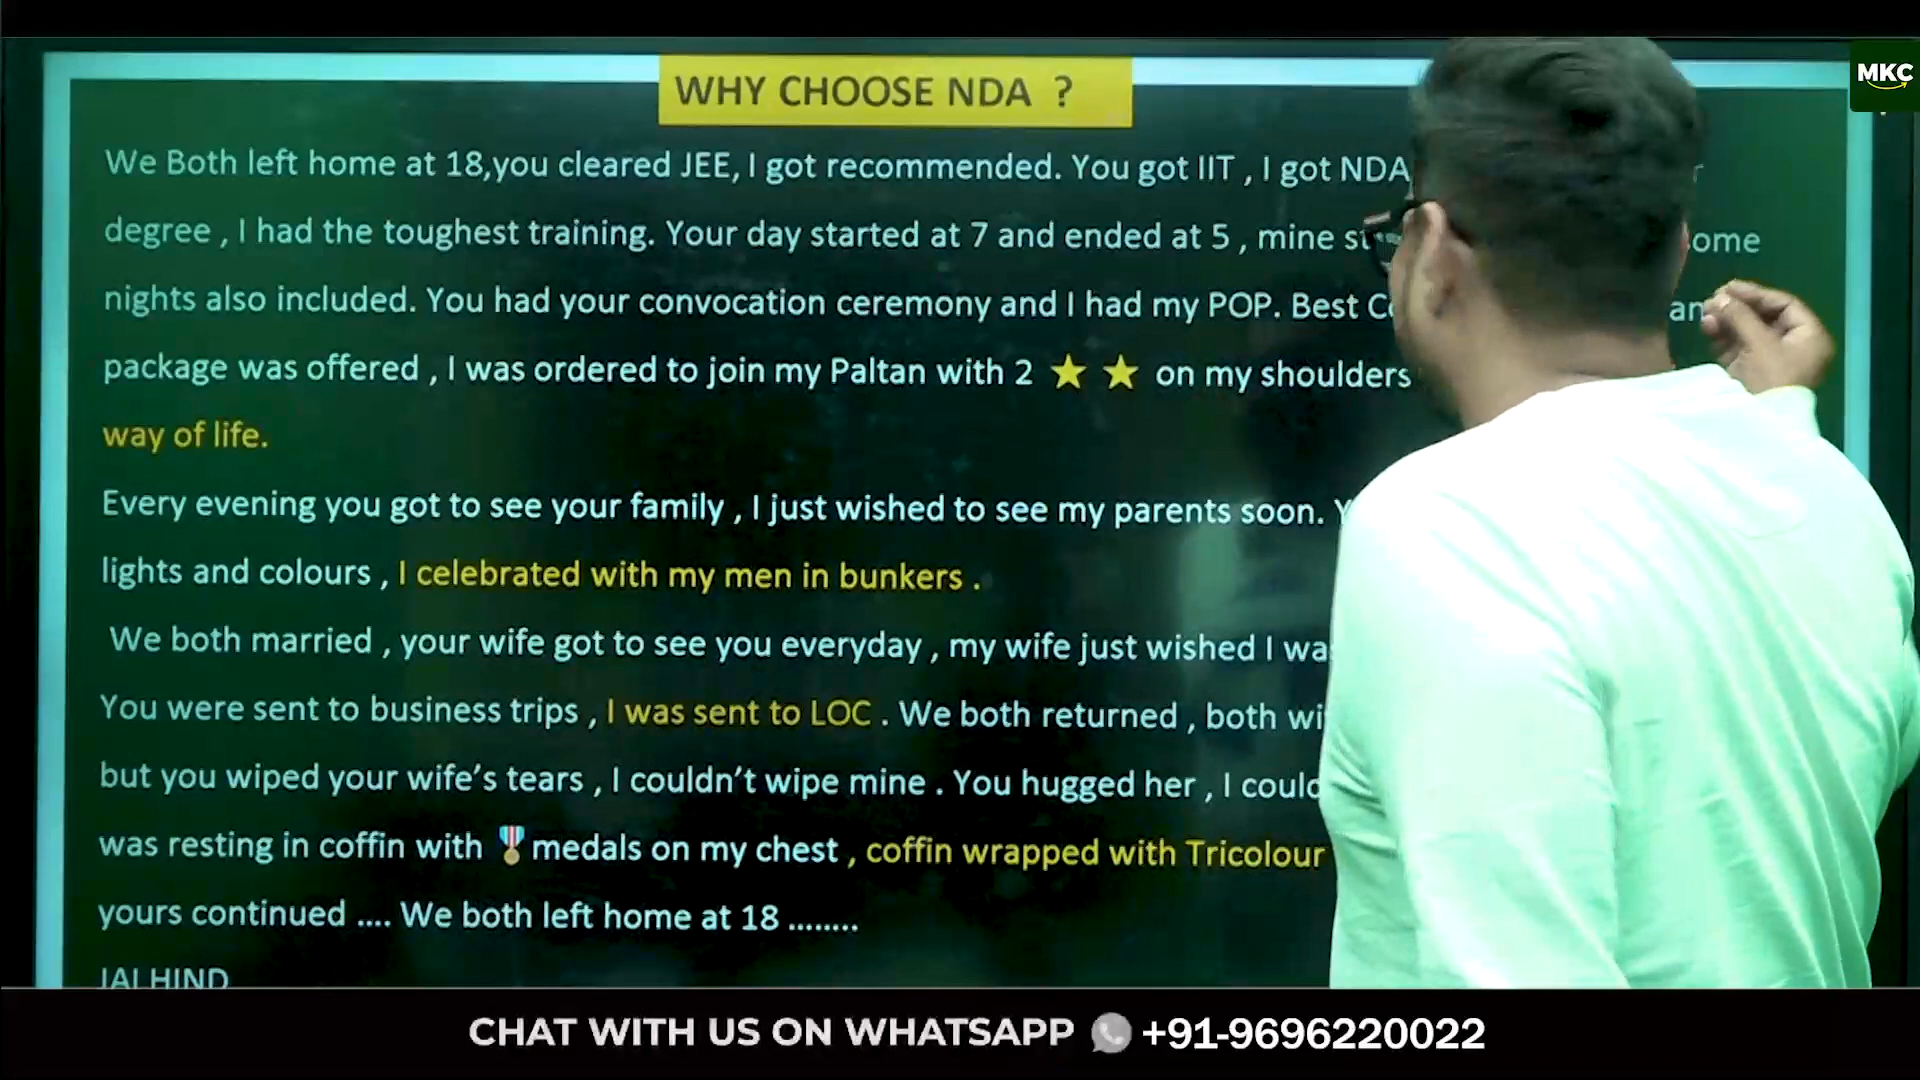 WHY CHOOSE NDA ?
MKC
We Both left home at 18,you cleared JEE, I got recommended. You got IIT , I got NDA
degree , I had the toughest training. Your day started at 7 and ended at 5 , mine ome
nights also included. You had your convocation ceremony and I had my POP. Best
package was offered , I was ordered to join my Paltan with 2 ⭐ ⭐ on my shoulders
way of life.
Every evening you got to see your family , I just wished to see my parents soon.
lights and colours , I celebrated with my men in bunkers .
We both married , your wife got to see you everyday , my wife just wished I
You were sent to business trips , I was sent to LOC . We both returned , both
but you wiped your wife's tears , I couldn't wipe mine . You hugged her , I
was resting in coffin with 🎖medals on my chest , coffin wrapped with Tricolour
yours continued .... We both left home at 18 ........
JAI HIND
CHAT WITH US ON WHATSAPP +91-9696220022